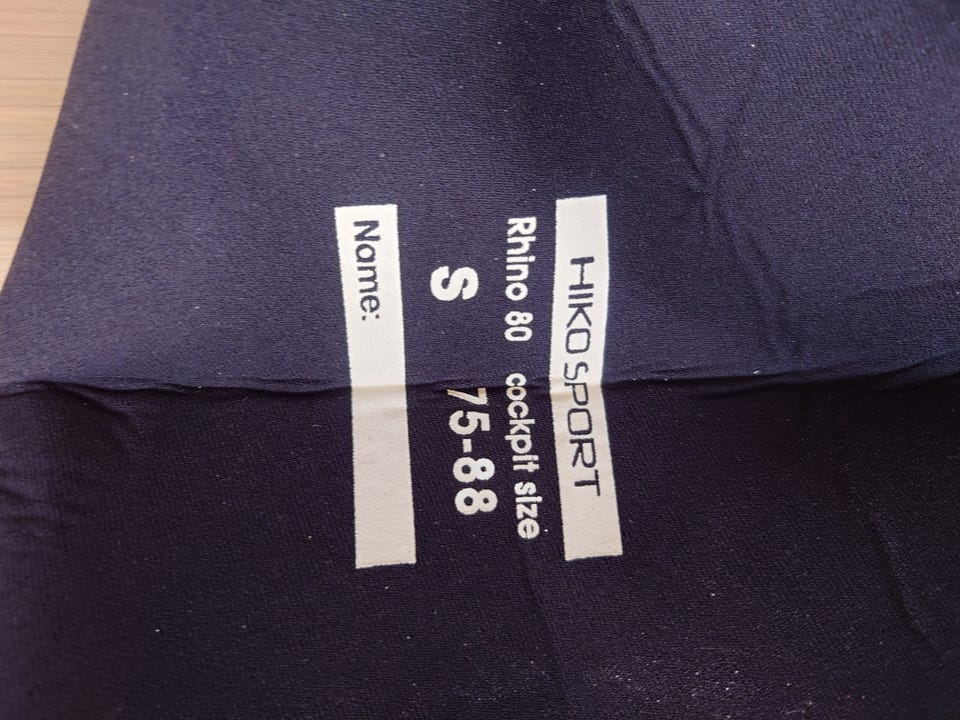 HIKO SPORT
Rhino 80 cockpit size
S 75-88
Name: